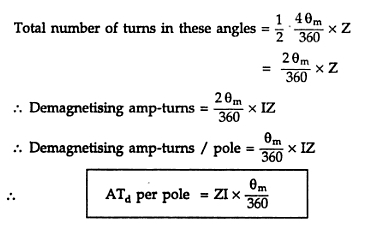 Total number of turns in these angles = 1/2 · 4θm/360 × Z
= 2θm/360 × Z
∴ Demagnetising amp-turns = 2θm/360 × IZ
∴ Demagnetising amp-turns / pole = θm/360 × IZ
∴ ATd per pole = ZI × θm/360